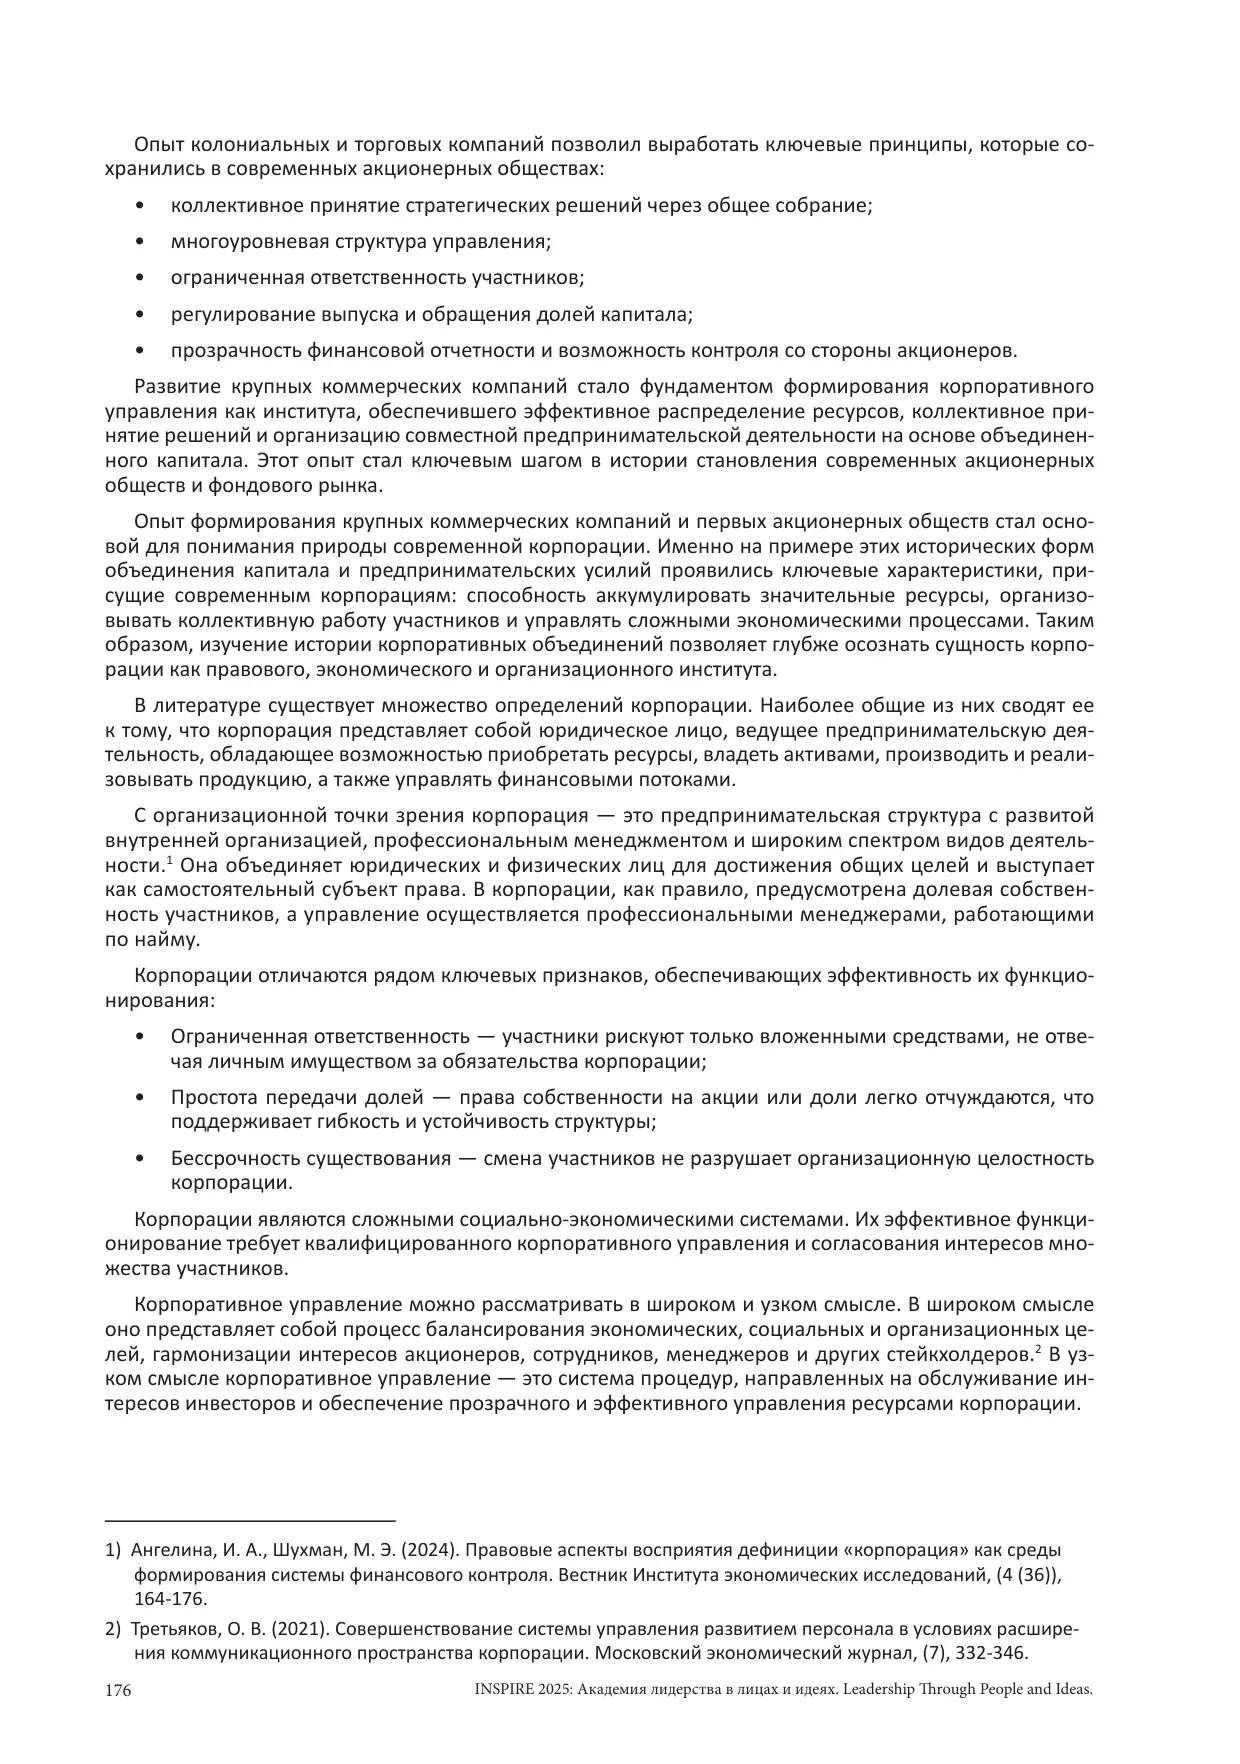 Опыт колониальных и торговых компаний позволил выработать ключевые принципы, которые со-
хранились в современных акционерных обществах:
• коллективное принятие стратегических решений через общее собрание;
• многоуровневая структура управления;
• ограниченная ответственность участников;
• регулирование выпуска и обращения долей капитала;
• прозрачность финансовой отчетности и возможность контроля со стороны акционеров.
Развитие крупных коммерческих компаний стало фундаментом формирования корпоративного
управления как института, обеспечившего эффективное распределение ресурсов, коллективное при-
нятие решений и организацию совместной предпринимательской деятельности на основе объединен-
ного капитала. Этот опыт стал ключевым шагом в истории становления современных акционерных
обществ и фондового рынка.
Опыт формирования крупных коммерческих компаний и первых акционерных обществ стал осно-
вой для понимания природы современной корпорации. Именно на примере этих исторических форм
объединения капитала и предпринимательских усилий проявились ключевые характеристики, при-
сущие современным корпорациям: способность аккумулировать значительные ресурсы, организо-
вывать коллективную работу участников и управлять сложными экономическими процессами. Таким
образом, изучение истории корпоративных объединений позволяет глубже осознать сущность корпо-
рации как правового, экономического и организационного института.
В литературе существует множество определений корпорации. Наиболее общие из них сводят ее
к тому, что корпорация представляет собой юридическое лицо, ведущее предпринимательскую дея-
тельность, обладающее возможностью приобретать ресурсы, владеть активами, производить и реали-
зовывать продукцию, а также управлять финансовыми потоками.
С организационной точки зрения корпорация — это предпринимательская структура с развитой
внутренней организацией, профессиональным менеджментом и широким спектром видов деятель-
ности.1 Она объединяет юридических и физических лиц для достижения общих целей и выступает
как самостоятельный субъект права. В корпорации, как правило, предусмотрена долевая собствен-
ность участников, а управление осуществляется профессиональными менеджерами, работающими
по найму.
Корпорации отличаются рядом ключевых признаков, обеспечивающих эффективность их функцио-
нирования:
• Ограниченная ответственность — участники рискуют только вложенными средствами, не отве-
чая личным имуществом за обязательства корпорации;
• Простота передачи долей — права собственности на акции или доли легко отчуждаются, что
поддерживает гибкость и устойчивость структуры;
• Бессрочность существования — смена участников не разрушает организационную целостность
корпорации.
Корпорации являются сложными социально-экономическими системами. Их эффективное функци-
онирование требует квалифицированного корпоративного управления и согласования интересов мно-
жества участников.
Корпоративное управление можно рассматривать в широком и узком смысле. В широком смысле
оно представляет собой процесс балансирования экономических, социальных и организационных це-
лей, гармонизации интересов акционеров, сотрудников, менеджеров и других стейкхолдеров.2 В уз-
ком смысле корпоративное управление — это система процедур, направленных на обслуживание ин-
тересов инвесторов и обеспечение прозрачного и эффективного управления ресурсами корпорации.
1) Ангелина, И. А., Шухман, М. Э. (2024). Правовые аспекты восприятия дефиниции «корпорация» как среды
формирования системы финансового контроля. Вестник Института экономических исследований, (4 (36)),
164-176.
2) Третьяков, О. В. (2021). Совершенствование системы управления развитием персонала в условиях расшире-
ния коммуникационного пространства корпорации. Московский экономический журнал, (7), 332-346.
176 INSPIRE 2025: Академия лидерства в лицах и идеях. Leadership Through People and Ideas.